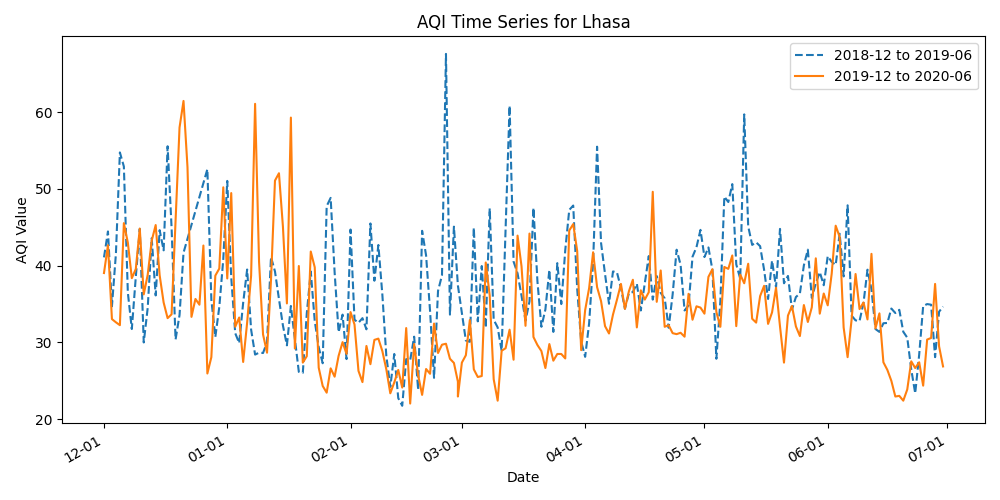 AQI Time Series for Lhasa
2018-12 to 2019-06
2019-12 to 2020-06
AQI Value
60
50
40
30
20
12-01
01-01
02-01
03-01
04-01
05-01
06-01
07-01
Date